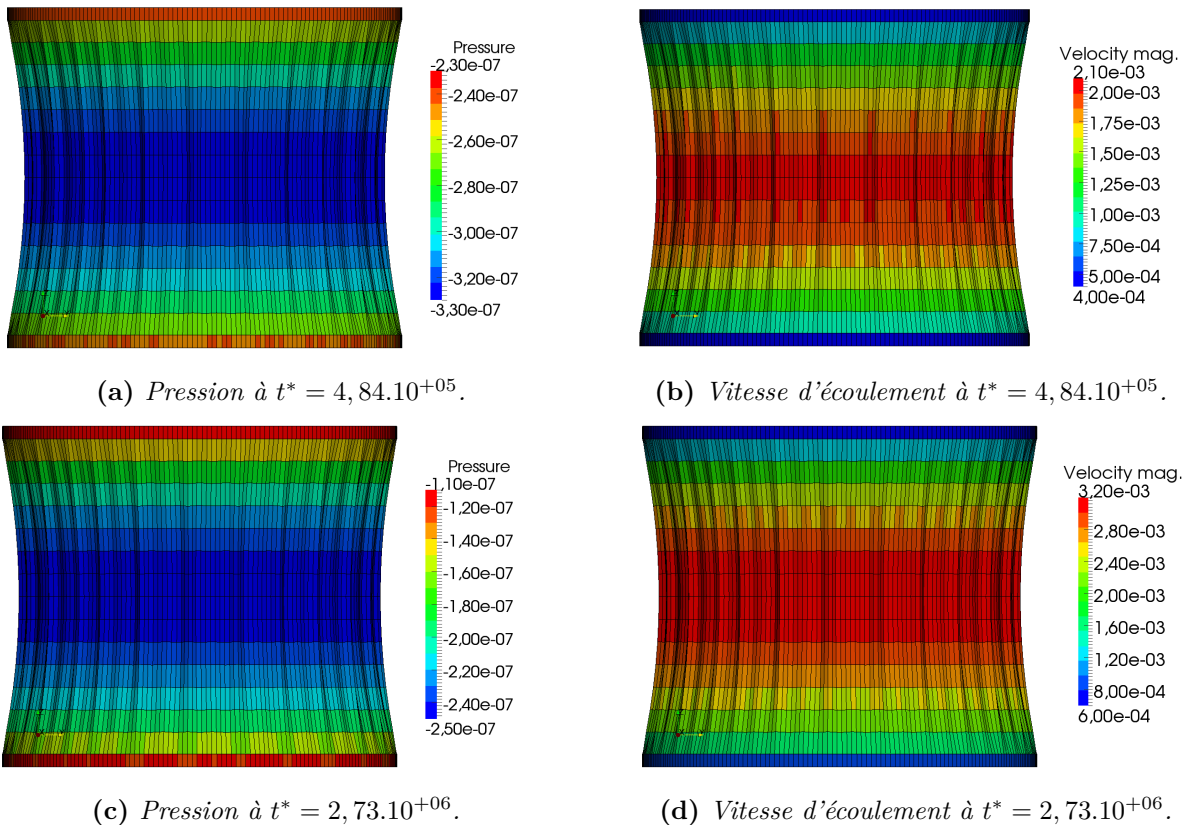 Pressure
-2,30e-07
-2,40e-07
-2,60e-07
-2,80e-07
-3,00e-07
-3,20e-07
-3,30e-07
Velocity mag.
2,10e-03
2,00e-03
1,75e-03
1,50e-03
1,25e-03
1,00e-03
7,50e-04
5,00e-04
4,00e-04
(a) Pression à t* = 4, 84.10+05.
(b) Vitesse d'écoulement à t* = 4, 84.10+05.
Pressure
-1,10e-07
-1,20e-07
-1,40e-07
-1,60e-07
-1,80e-07
-2,00e-07
-2,20e-07
-2,40e-07
-2,50e-07
Velocity mag.
3,20e-03
2,80e-03
2,40e-03
2,00e-03
1,60e-03
1,20e-03
8,00e-04
6,00e-04
(c) Pression à t* = 2, 73.10+06.
(d) Vitesse d'écoulement à t* = 2, 73.10+06.